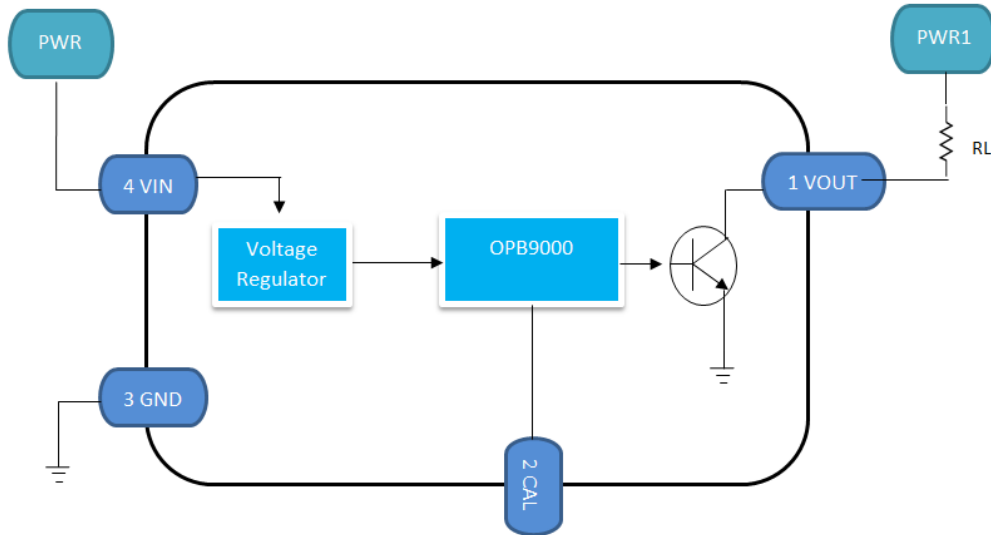 PWR
PWR1
RL
4 VIN
1 VOUT
Voltage
Regulator
OPB9000
3 GND
2 CAL